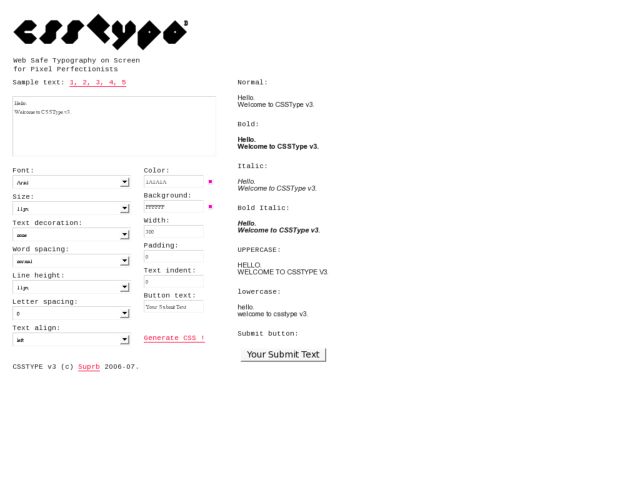 csstype
Web Safe Typography on Screen
for Pixel Perfectionists
Sample text: 1, 2, 3, 4, 5
Hello.
Welcome to CSSType v3.
Font:
Arial
Size:
11px
Text decoration:
none
Word spacing:
normal
Line height:
11px
Letter spacing:
0
Text align:
left
Color:
1A1A1A
Background:
FFFFFF
Width:
300
Padding:
0
Text indent:
0
Button text:
Your Submit Text
Generate CSS !
CSSTYPE v3 (c) Suprb 2006-07.
Normal:
Hello.
Welcome to CSSType v3.
Bold:
Hello.
Welcome to CSSType v3.
Italic:
Hello.
Welcome to CSSType v3.
Bold Italic:
Hello.
Welcome to CSSType v3.
UPPERCASE:
HELLO.
WELCOME TO CSSTYPE V3.
lowercase:
hello.
welcome to csstype v3.
Submit button:
Your Submit Text